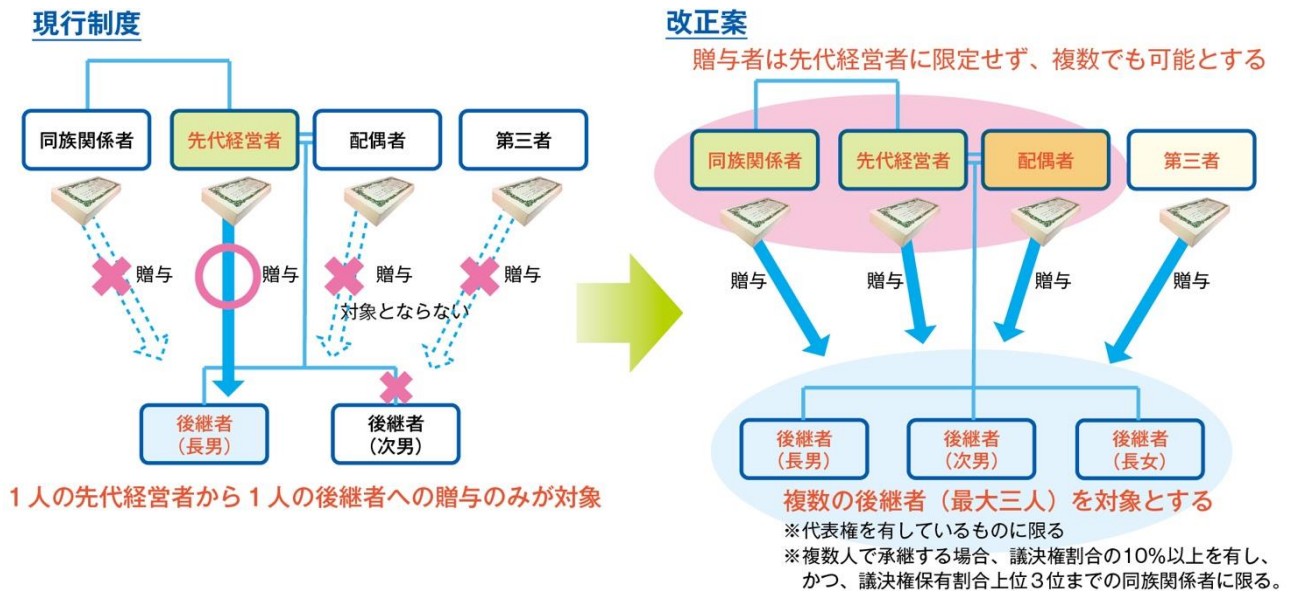 現行制度
同族関係者
先代経営者
配偶者
第三者
贈与
贈与
贈与
贈与
対象とならない
後継者
（長男）
後継者
（次男）
１人の先代経営者から１人の後継者への贈与のみが対象
改正案
贈与者は先代経営者に限定せず、複数でも可能とする
同族関係者
先代経営者
配偶者
第三者
贈与
贈与
贈与
贈与
後継者
（長男）
後継者
（次男）
後継者
（長女）
複数の後継者（最大三人）を対象とする
※代表権を有しているものに限る
※複数人で承継する場合、議決権割合の10%以上を有し、
かつ、議決権保有割合上位３位までの同族関係者に限る。